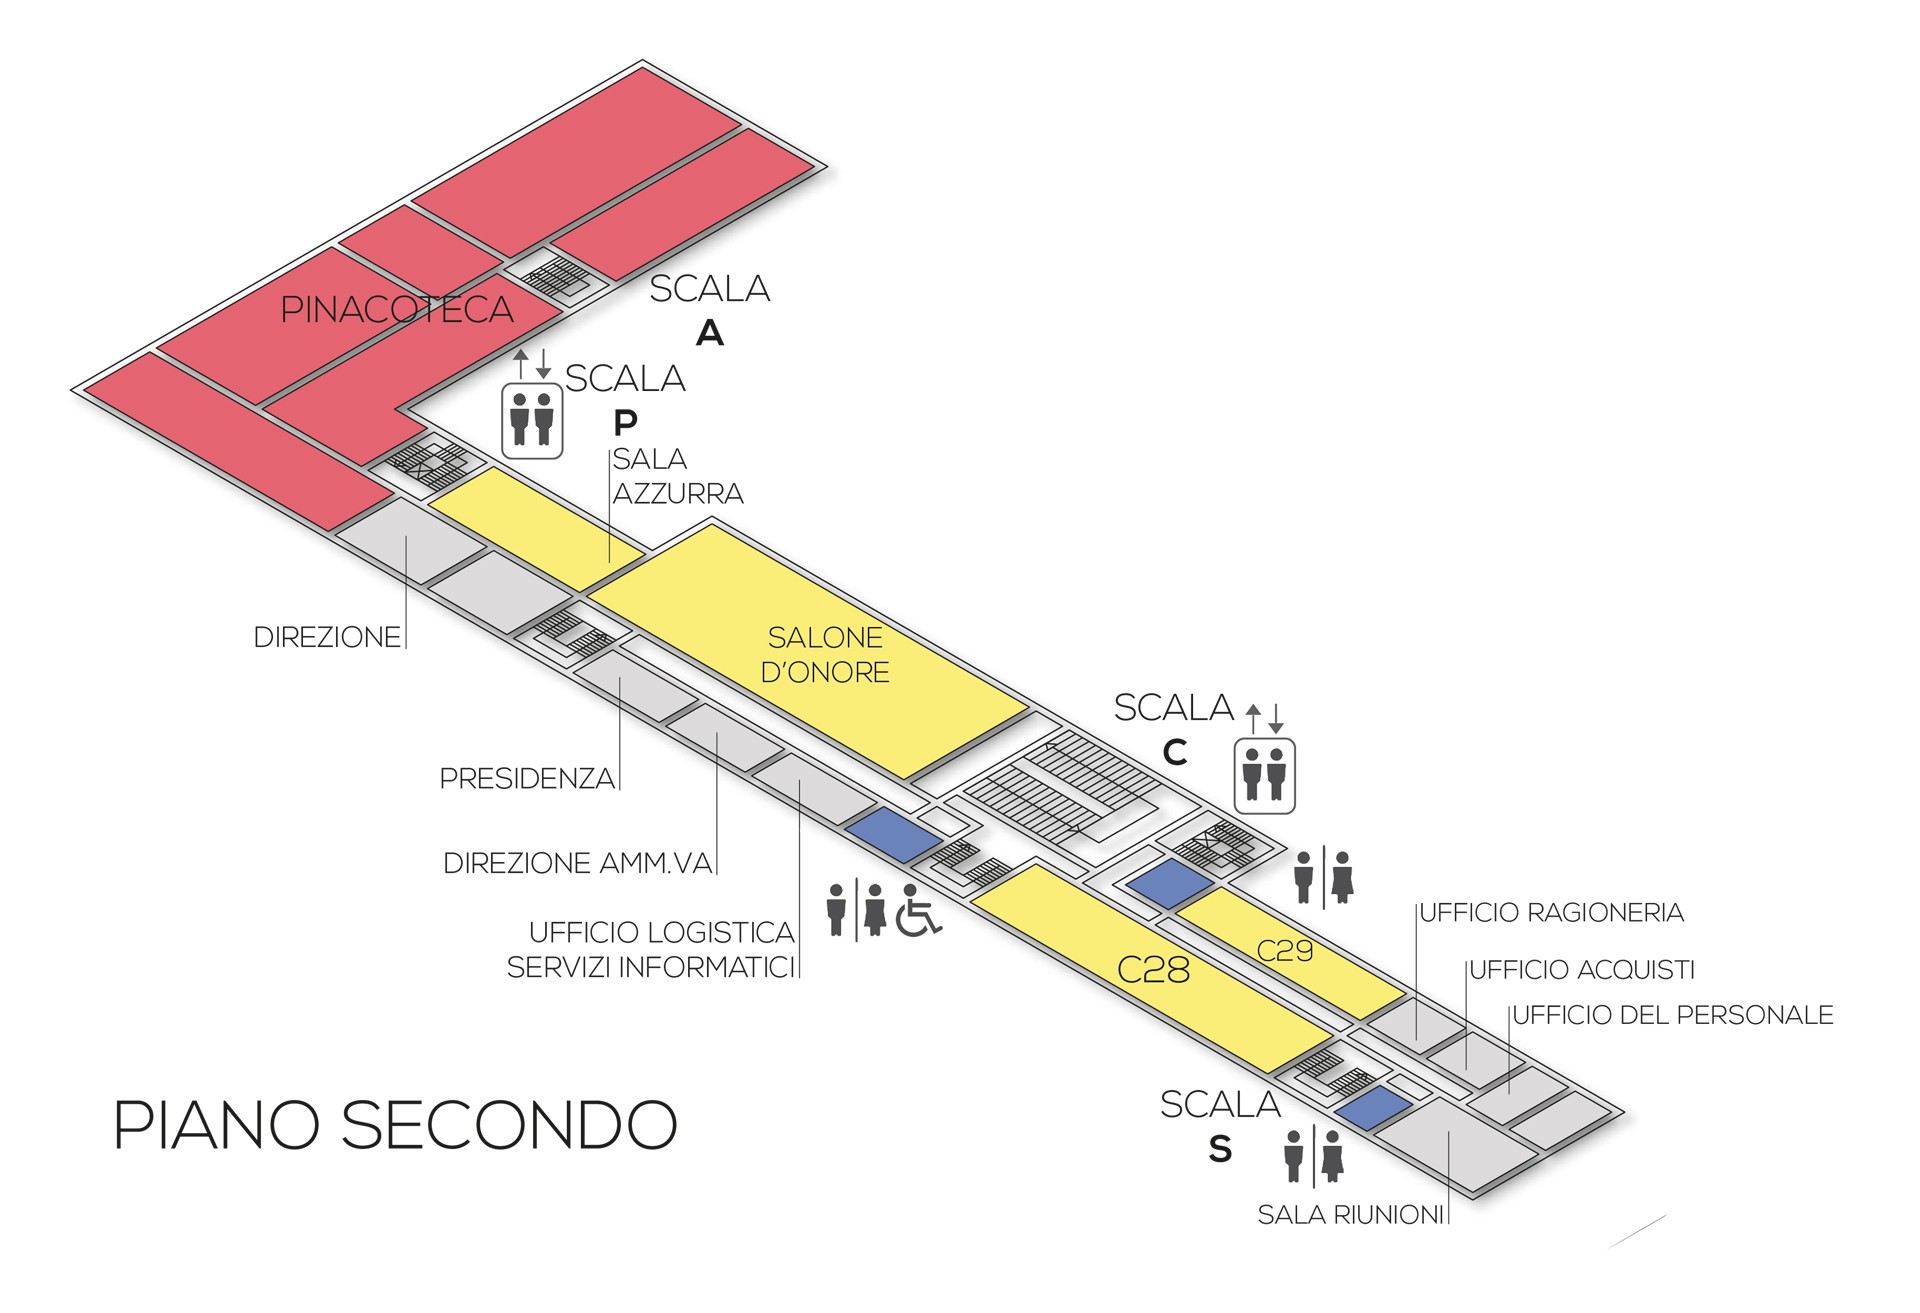 PINACOTECA
SCALA
A
SCALA
P
SALA
AZZURRA
DIREZIONE
SALONE
D'ONORE
SCALA
C
PRESIDENZA
DIREZIONE AMM.VA
UFFICIO LOGISTICA
SERVIZI INFORMATICI
C28
C29
UFFICIO RAGIONERIA
UFFICIO ACQUISTI
UFFICIO DEL PERSONALE
SCALA
S
SALA RIUNIONI
PIANO SECONDO